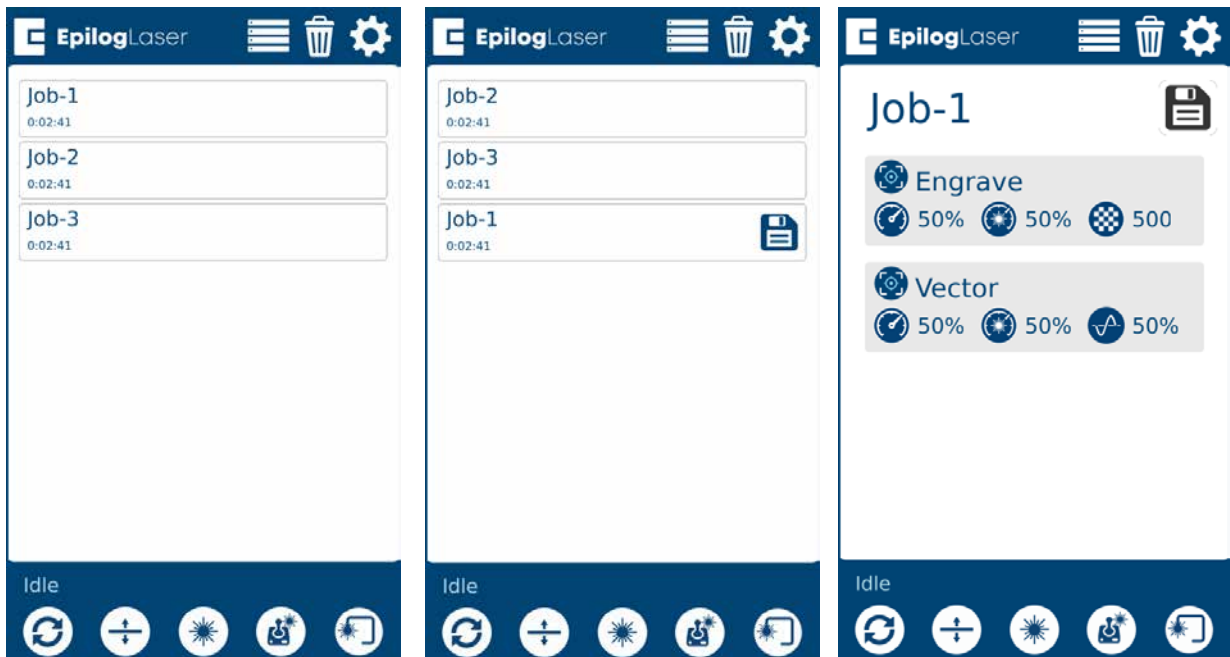 EpilogLaser
Job-1
0:02:41
Job-2
0:02:41
Job-3
0:02:41
Idle
EpilogLaser
Job-2
0:02:41
Job-3
0:02:41
Job-1
0:02:41
Idle
EpilogLaser
Job-1
Engrave
50% 50% 500
Vector
50% 50% 50%
Idle